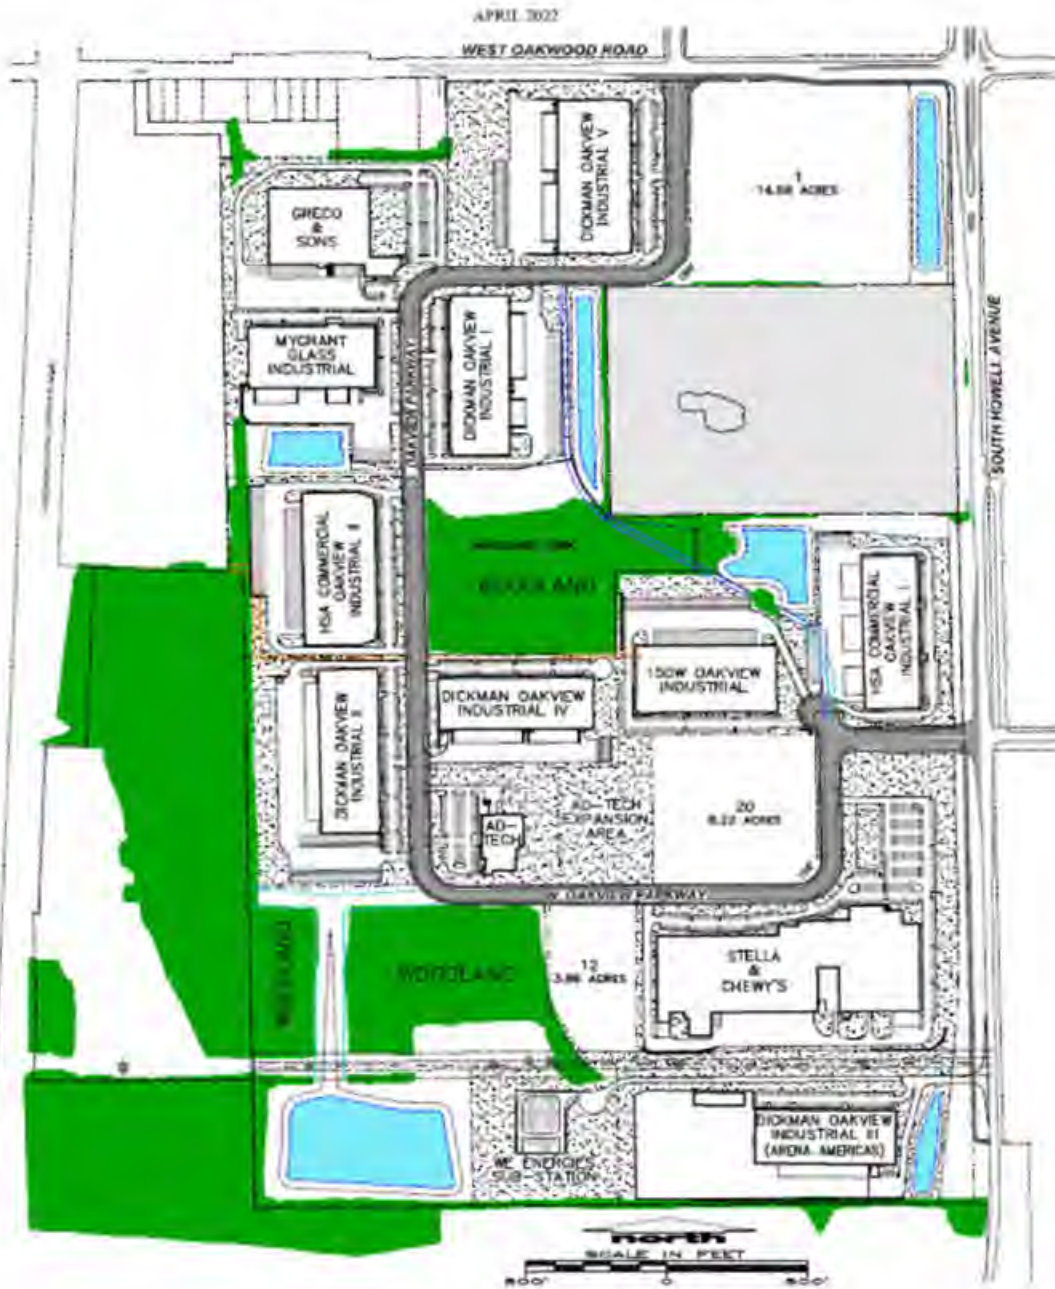 APRIL 2022
WEST OAKWOOD ROAD
DICKMAN OAKVIEW
INDUSTRIAL V
1
14.68 ACRES
GRECO
&
SONS
SOUTH HOWELL AVENUE
MYGRANT
GLASS
INDUSTRIAL
OAKVIEW PARKWAY
DICKMAN OAKVIEW
INDUSTRIAL I
HSA COMMERCIAL
OAKVIEW
INDUSTRIAL II
WOODLAND
HSA COMMERCIAL
OAKVIEW
INDUSTRIAL I
150W OAKVIEW
INDUSTRIAL
DICKMAN OAKVIEW
INDUSTRIAL IV
DICKMAN OAKVIEW
INDUSTRIAL II
AD-
TECH
AD-TECH
EXPANSION
AREA
20
8.22 ACRES
W. OAKVIEW PARKWAY
WOODLAND
WOODLAND
12
3.86 ACRES
STELLA
&
CHEWY'S
DICKMAN OAKVIEW
INDUSTRIAL III
(ARENA AMERICAS)
WE ENERGIES
SUB-STATION
north
SCALE IN FEET
0